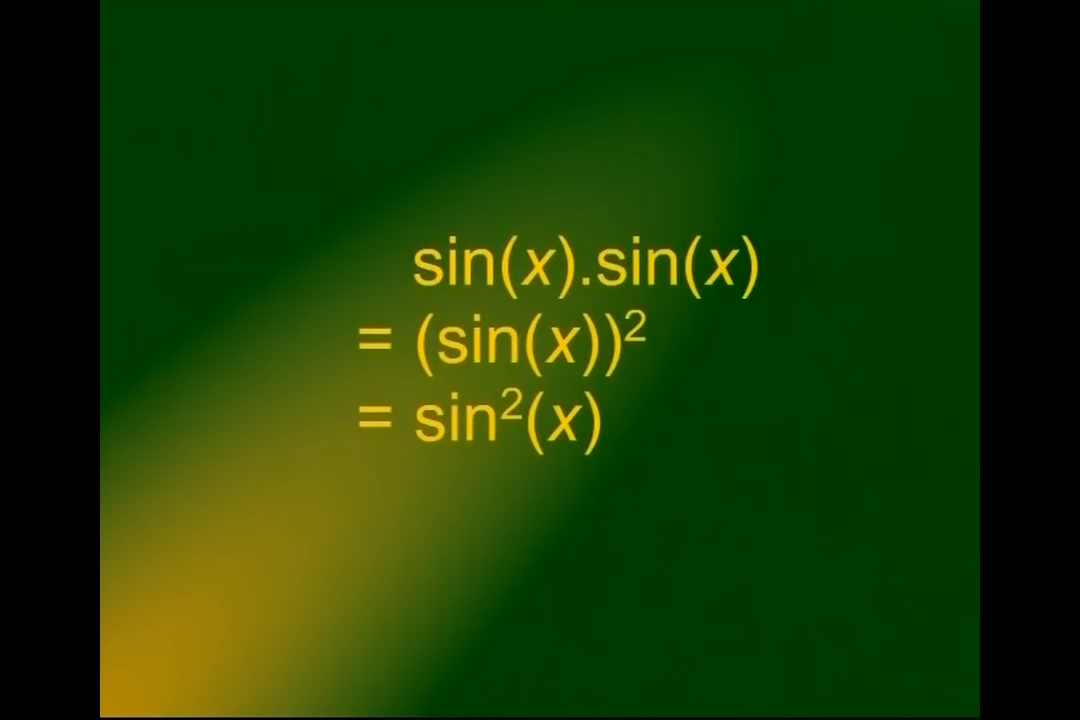 sin(x).sin(x)
= (sin(x))²
= sin²(x)